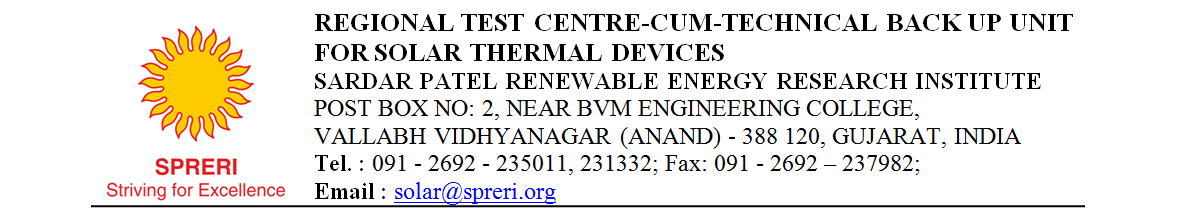 REGIONAL TEST CENTRE-CUM-TECHNICAL BACK UP UNIT
FOR SOLAR THERMAL DEVICES
SARDAR PATEL RENEWABLE ENERGY RESEARCH INSTITUTE
POST BOX NO: 2, NEAR BVM ENGINEERING COLLEGE,
VALLABH VIDHYANAGAR (ANAND) - 388 120, GUJARAT, INDIA
Tel. : 091 - 2692 - 235011, 231332; Fax: 091 - 2692 – 237982;
Email : solar@spreri.org
SPRERI
Striving for Excellence